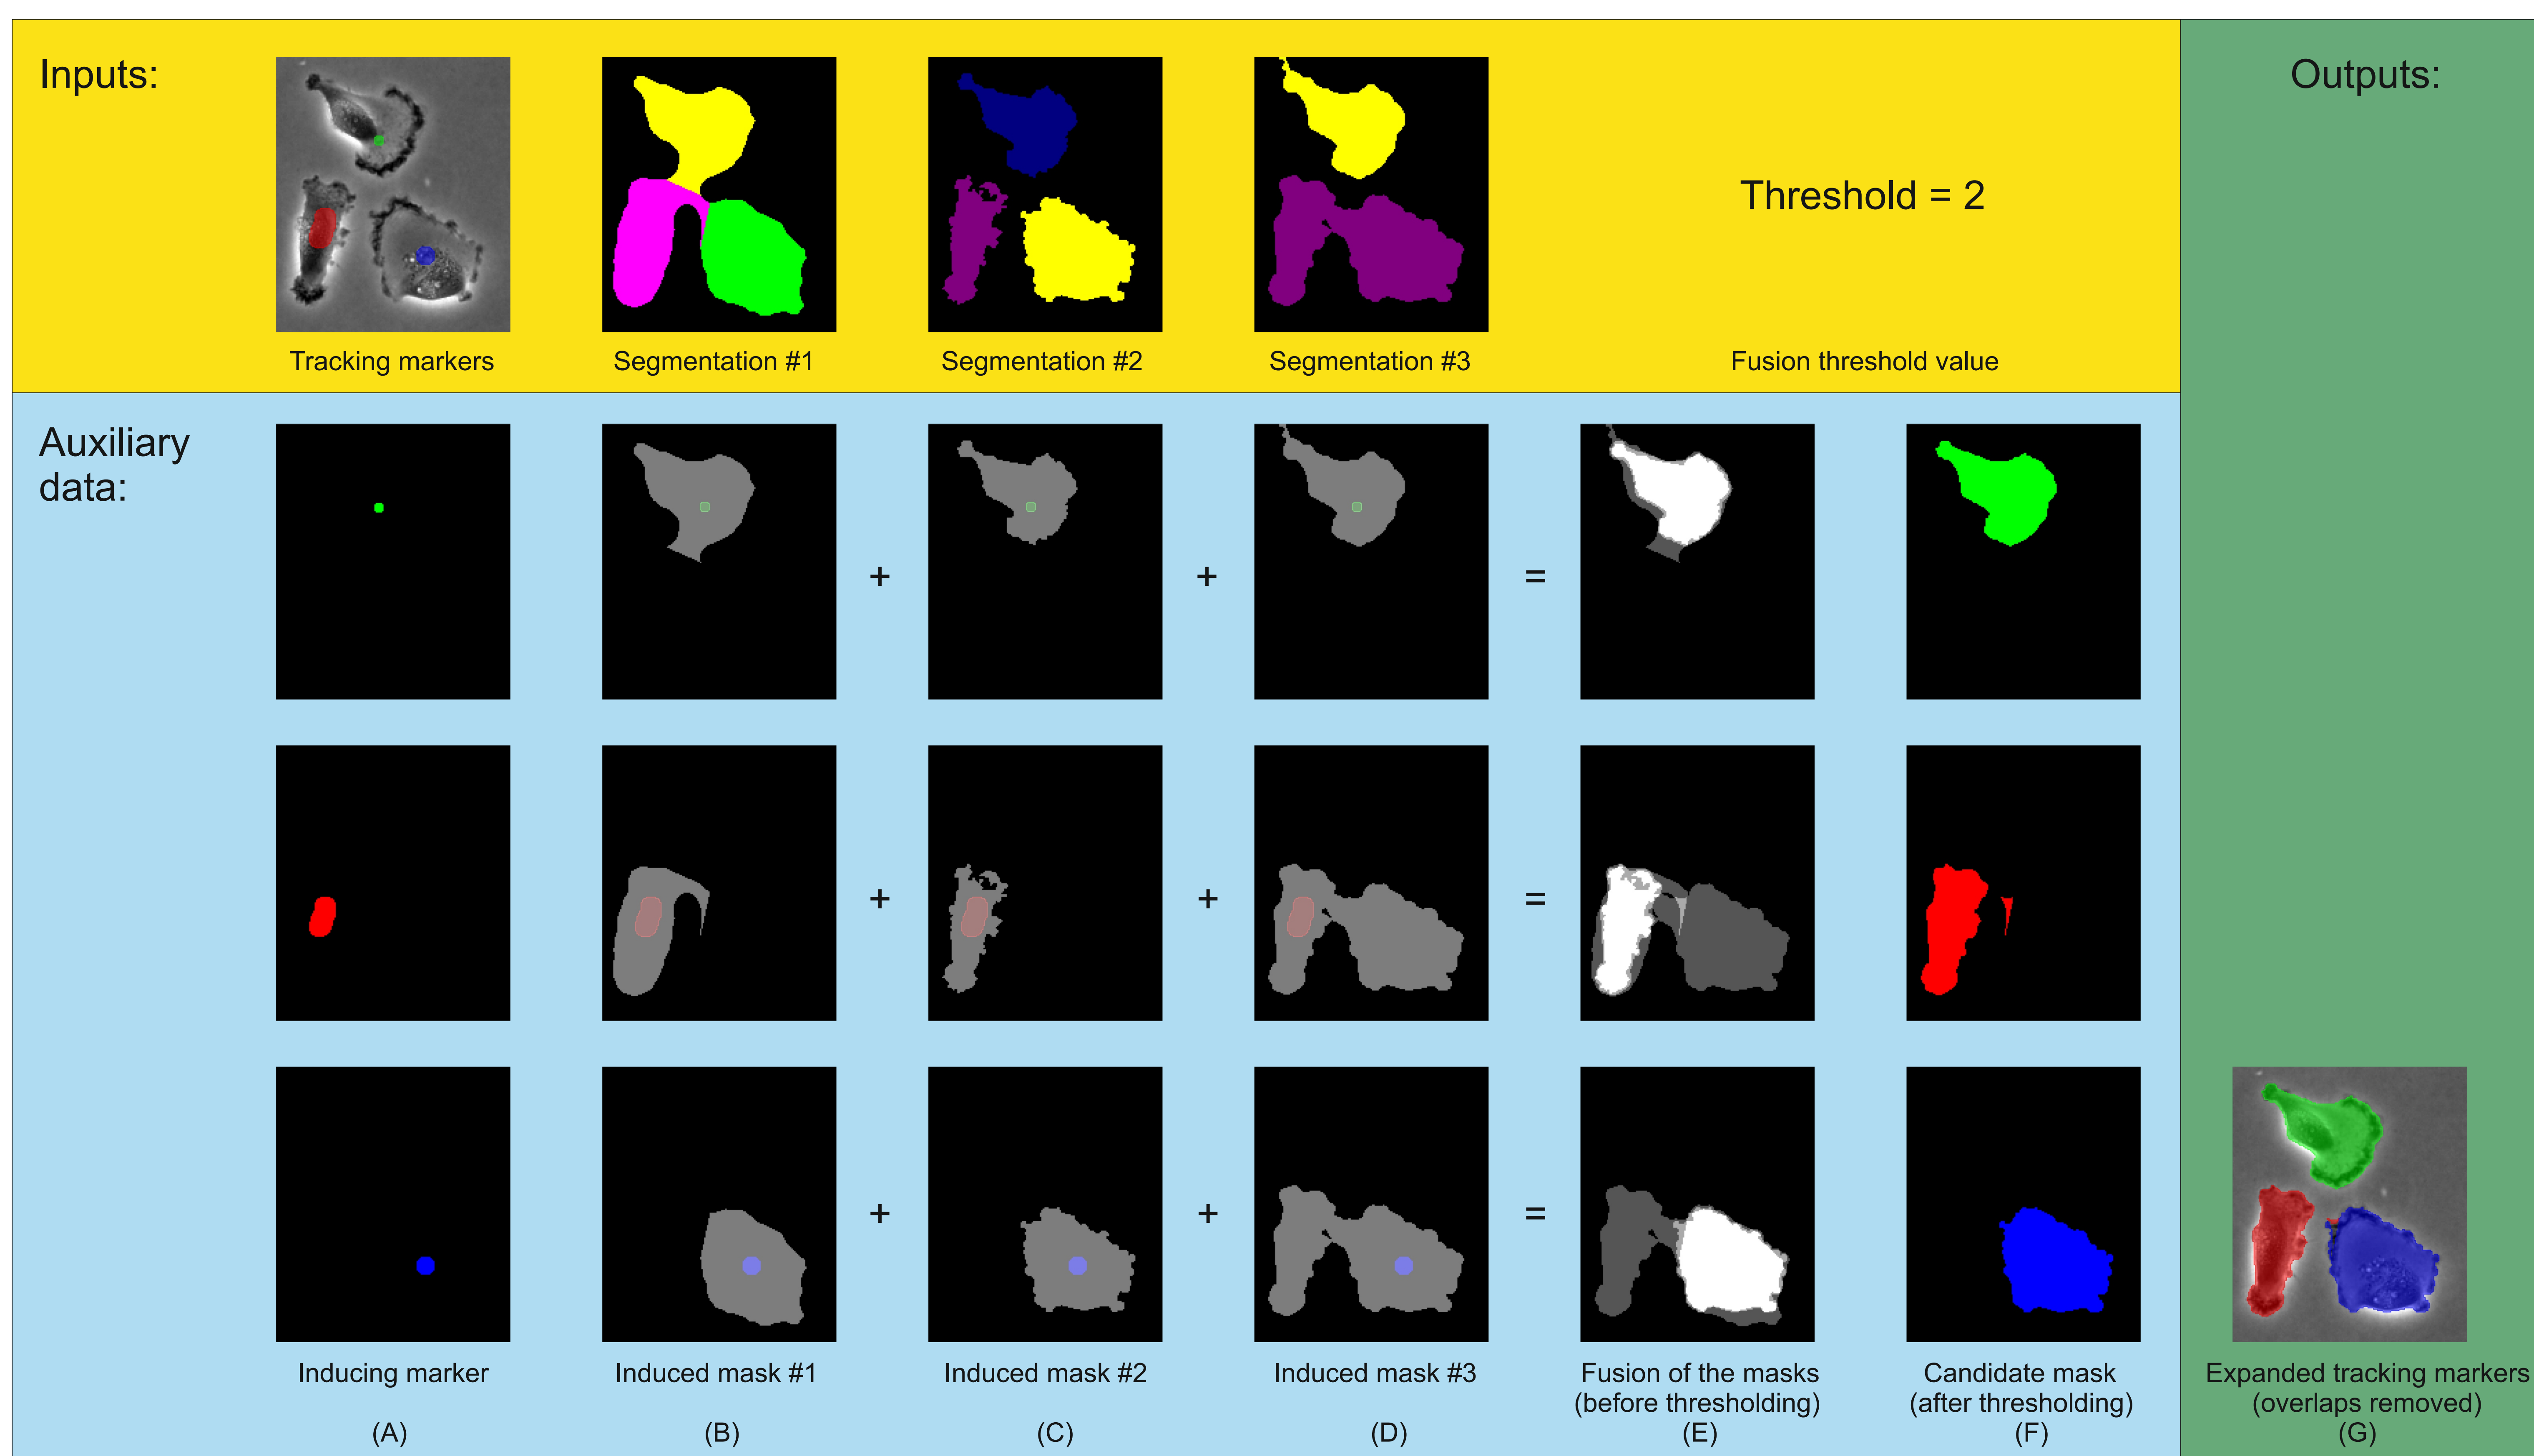 Inputs:
Outputs:
Threshold = 2
Tracking markers
Segmentation #1
Segmentation #2
Segmentation #3
Fusion threshold value
Auxiliary
data:
+
+
=
+
+
=
+
+
=
Inducing marker
Induced mask #1
Induced mask #2
Induced mask #3
Fusion of the masks
(before thresholding)
Candidate mask
(after thresholding)
Expanded tracking markers
(overlaps removed)
(A)
(B)
(C)
(D)
(E)
(F)
(G)